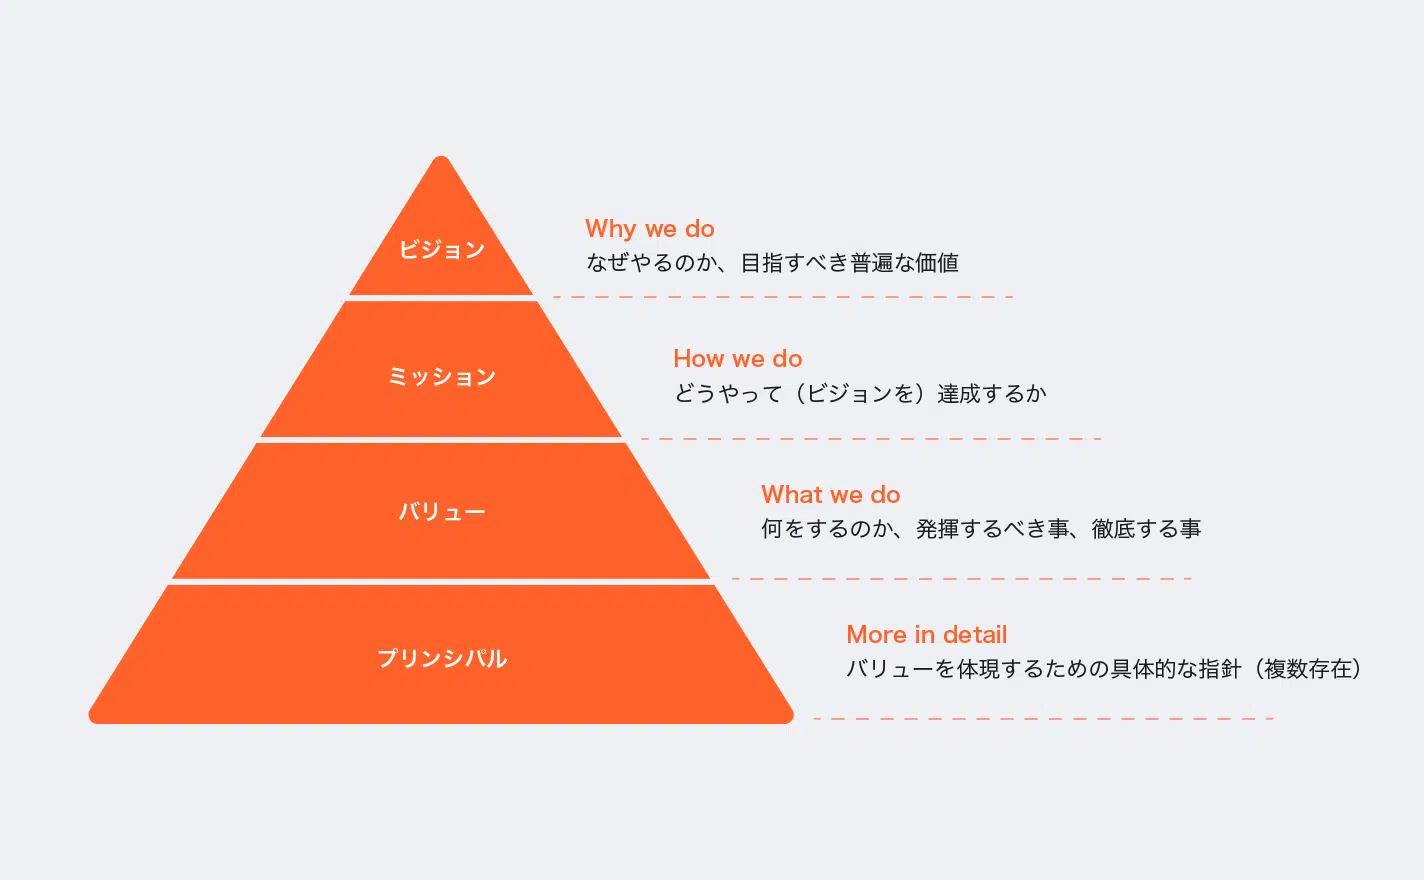 ビジョン
Why we do
なぜやるのか、目指すべき普遍な価値
ミッション
How we do
どうやって（ビジョンを）達成するか
バリュー
What we do
何をするのか、発揮するべき事、徹底する事
プリンシパル
More in detail
バリューを体現するための具体的な指針（複数存在）